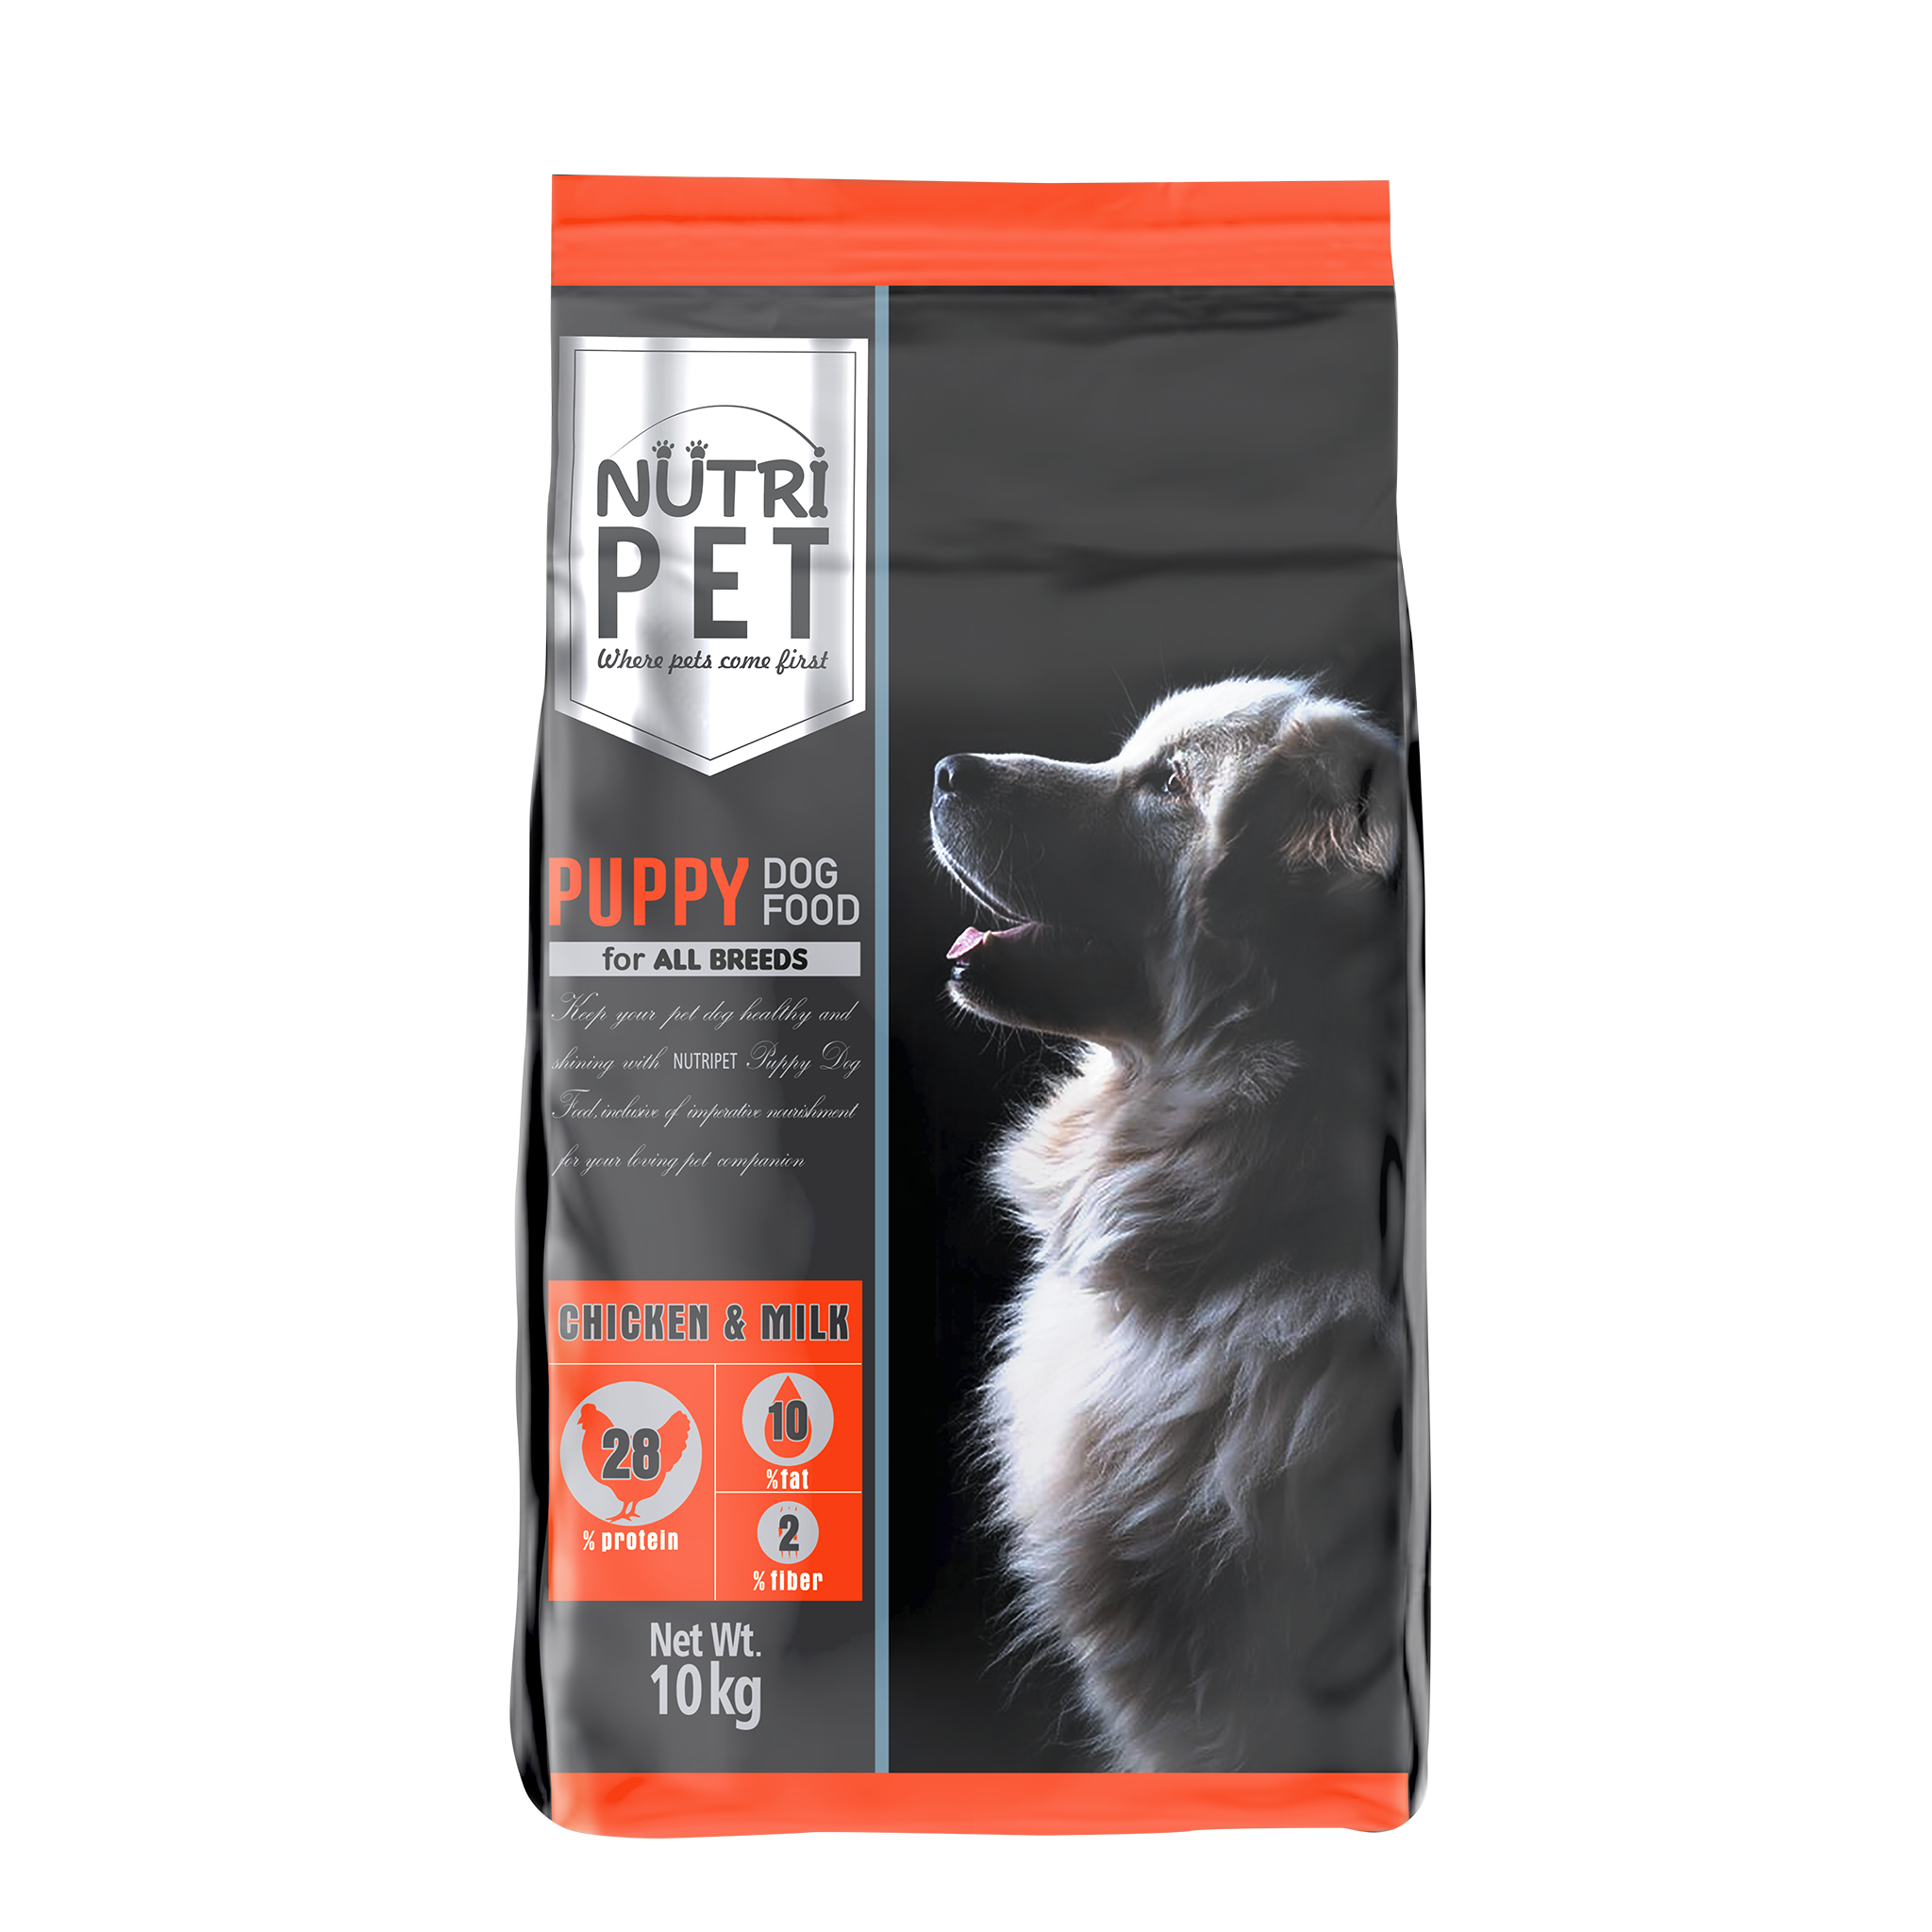 NUTRI
PET
Where pets come first
PUPPY DOG FOOD
for ALL BREEDS
Keep your pet dog healthy and
shining with NUTRIPET Puppy Dog
Food, inclusive of imperative nourishment
for your loving pet companion
CHICKEN & MILK
28
% protein
10
%fat
2
% fiber
Net Wt.
10kg